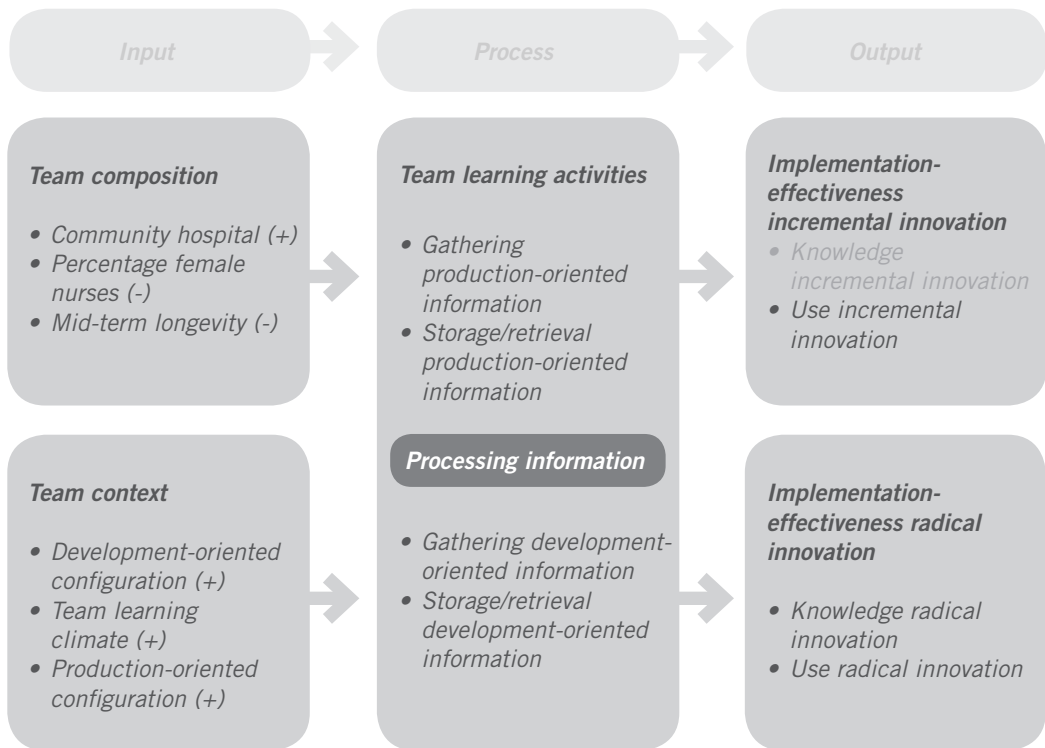 Input
Process
Output
Team composition
• Community hospital (+)
• Percentage female
nurses (-)
• Mid-term longevity (-)
Team context
• Development-oriented
configuration (+)
• Team learning
climate (+)
• Production-oriented
configuration (+)
Team learning activities
• Gathering
production-oriented
information
• Storage/retrieval
production-oriented
information
Processing information
• Gathering development-
oriented information
• Storage/retrieval
development-oriented
information
Implementation-
effectiveness
incremental innovation
• Knowledge
incremental innovation
• Use incremental
innovation
Implementation-
effectiveness radical
innovation
• Knowledge radical
innovation
• Use radical innovation